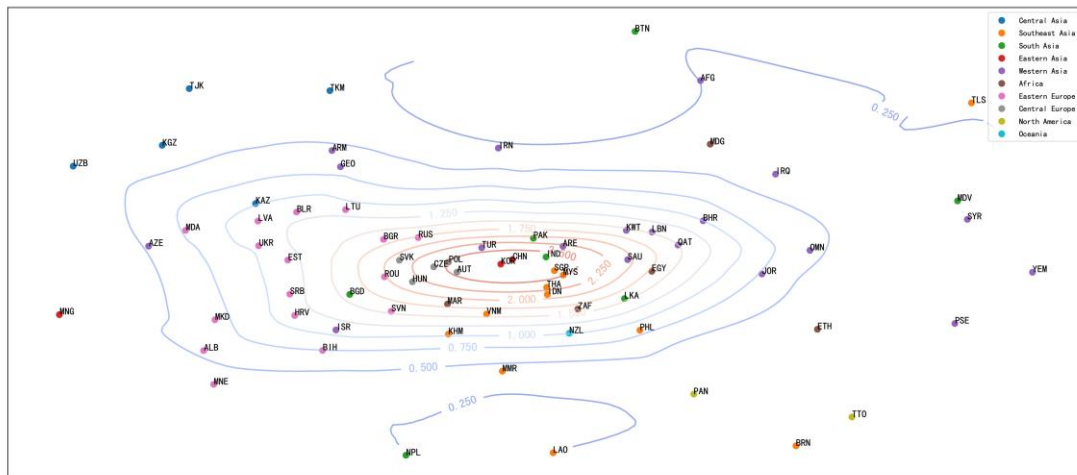 BTN
Central Asia
Southeast Asia
South Asia
Eastern Asia
Western Asia
Africa
Eastern Europe
Central Europe
North America
Oceania
TJK
TKM
AFG
0.250
TLS
KGZ
ARM
IRN
MDG
UZB
GEO
IRQ
KAZ
LTU
BLR
LVA
1.250
BHR
MDV
SYR
MDA
1.750
KWT
LBN
AZE
UKR
BGR
RUS
TUR
PAK
ARE
QAT
OMN
EST
SVK
CZE
POL
KOR
CHN
IND
2.500
SAU
ROU
HUN
AUT
SGP
MYS
2.250
EGY
JOR
YEM
SRB
BGD
THA
IDN
LKA
MNG
MKD
HRV
SVN
MAR
VNM
2.000
ZAF
PSE
ISR
KHM
1.000
NZL
PHL
ETH
ALB
BIH
0.750
0.500
MNE
MMR
PAN
0.250
TTO
NPL
LAO
BRN